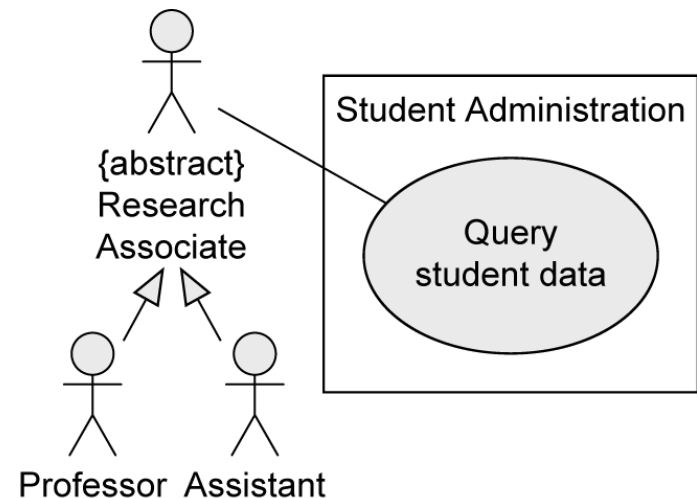 Student Administration
{abstract}
Research
Associate
Query
student data
Professor Assistant